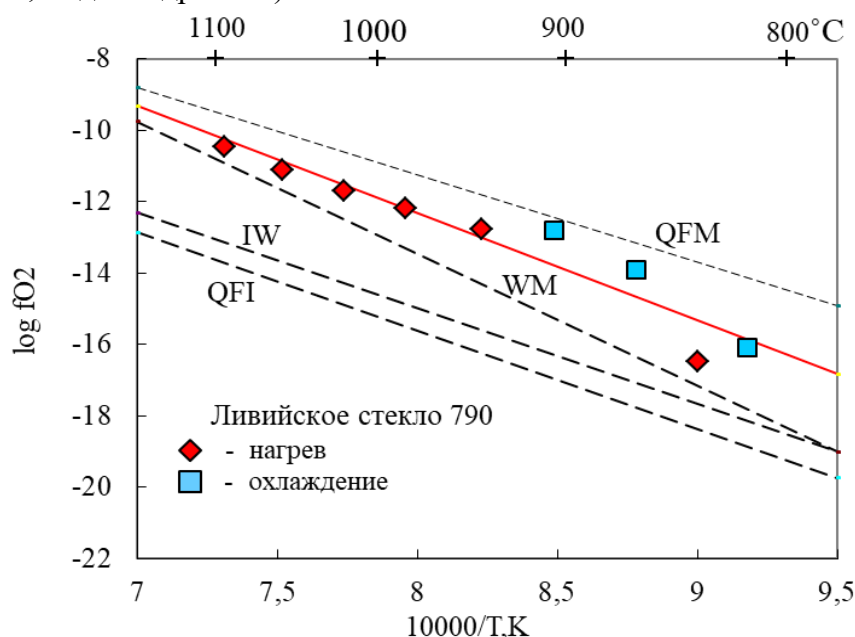 1100 1000 900 800˚C
-8
-10
-12
-14
-16
-18
-20
-22
log fO2
IW
QFI
WM
QFM
Ливийское стекло 790
- нагрев
- охлаждение
7 7,5 8 8,5 9 9,5
10000/T,K